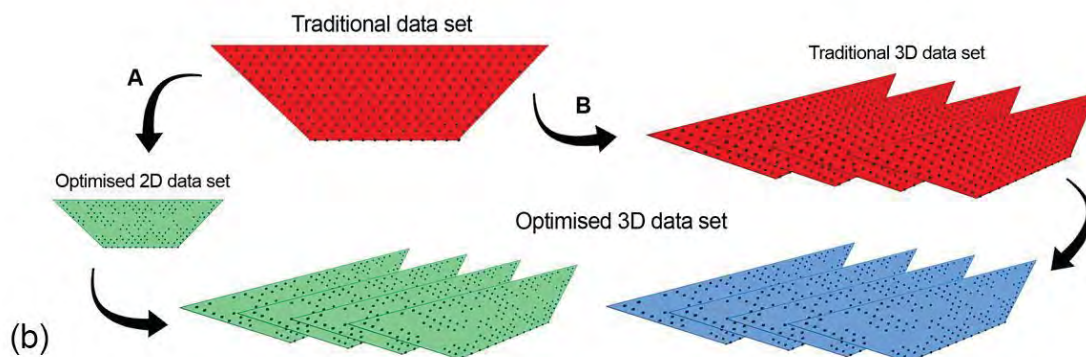 Traditional data set
Traditional 3D data set
A
B
Optimised 2D data set
Optimised 3D data set
(b)